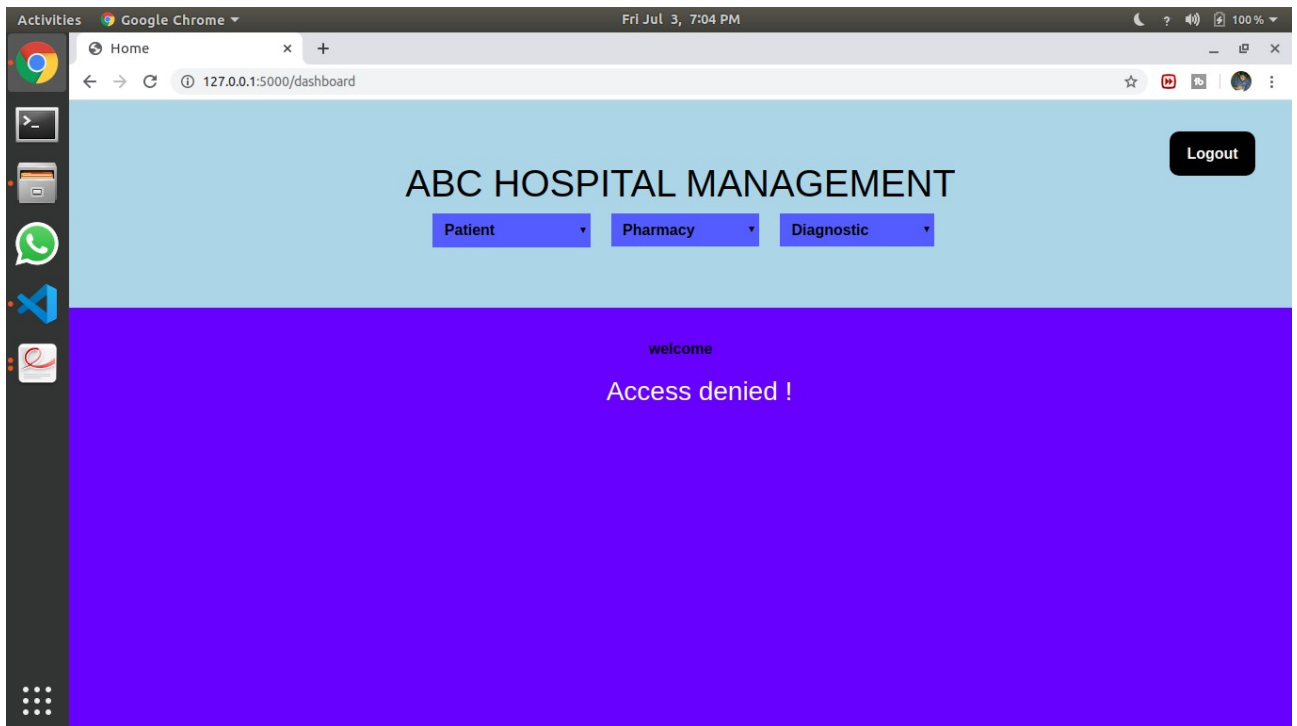 Activities Google Chrome Fri Jul 3, 7:04 PM ? 100 %
Home
127.0.0.1:5000/dashboard
Logout
ABC HOSPITAL MANAGEMENT
Patient Pharmacy Diagnostic
welcome
Access denied !